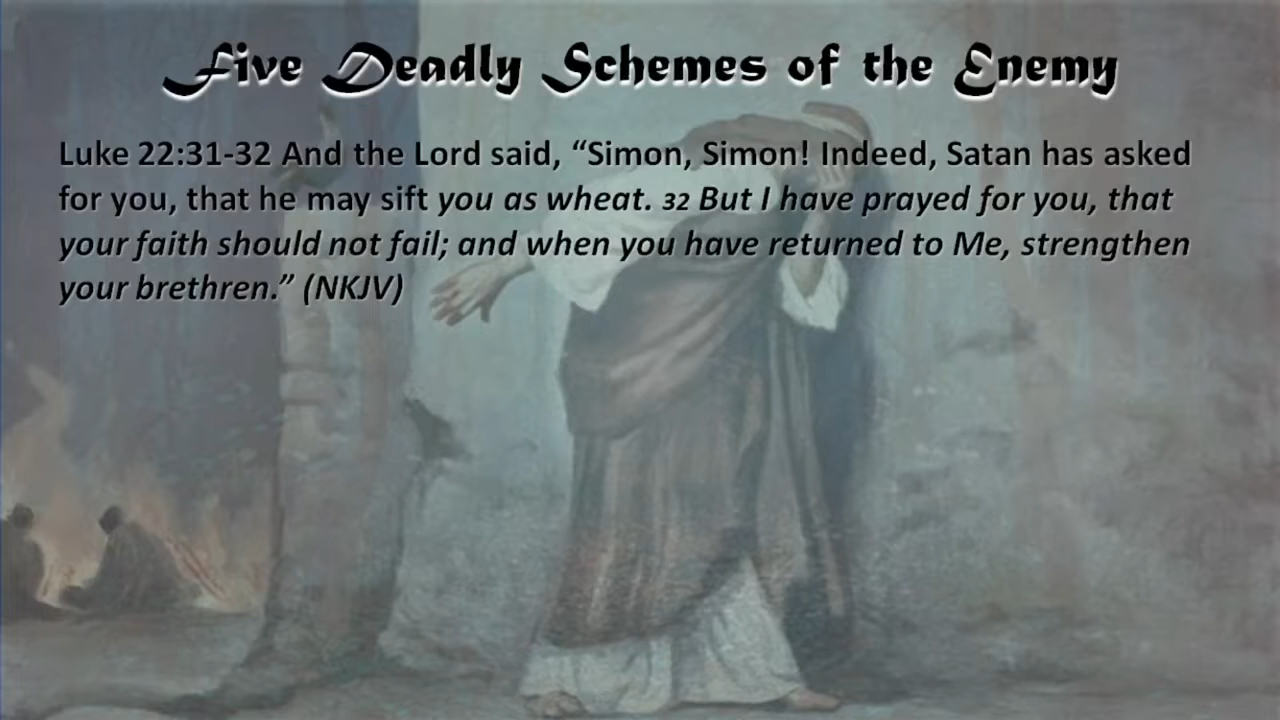 Five Deadly Schemes of the Enemy
Luke 22:31-32 And the Lord said, “Simon, Simon! Indeed, Satan has asked
for you, that he may sift you as wheat. 32 But I have prayed for you, that
your faith should not fail; and when you have returned to Me, strengthen
your brethren.” (NKJV)